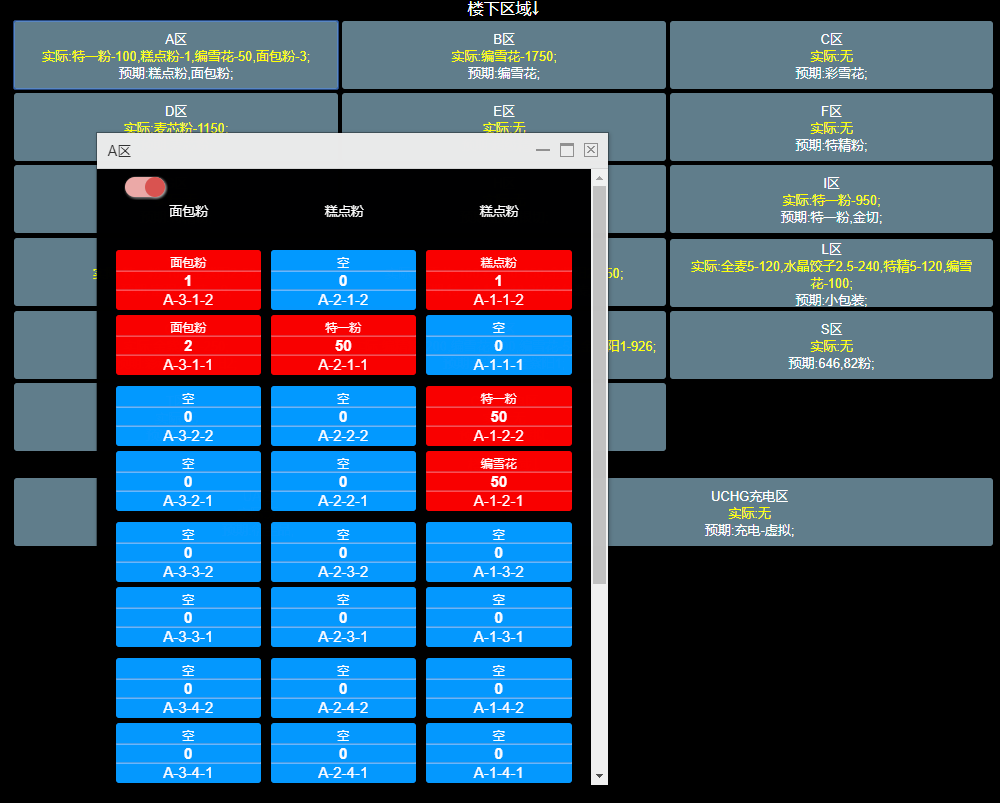 楼下区域↓
A区
实际:特一粉-100,糕点粉-1,编雪花-50,面包粉-3;
预期:糕点粉,面包粉;
B区
实际:编雪花-1750;
预期:编雪花;
C区
实际:无
预期:彩雪花;
D区
实际:麦芯粉-1150;
E区
实际:无
F区
实际:无
预期:特精粉;
I区
实际:特一粉-950;
预期:特一粉,金切;
50;
L区
实际:全麦5-120,水晶饺子2.5-240,特精5-120,编雪
花-100;
预期:小包装;
阳1-926;
S区
实际:无
预期:646,82粉;
UCHG充电区
实际:无
预期:充电-虚拟;
A区
面包粉 糕点粉 糕点粉
面包粉 空 糕点粉
1 0 1
A-3-1-2 A-2-1-2 A-1-1-2
面包粉 特一粉 空
2 50 0
A-3-1-1 A-2-1-1 A-1-1-1
空 空 特一粉
0 0 50
A-3-2-2 A-2-2-2 A-1-2-2
空 空 编雪花
0 0 50
A-3-2-1 A-2-2-1 A-1-2-1
空 空 空
0 0 0
A-3-3-2 A-2-3-2 A-1-3-2
空 空 空
0 0 0
A-3-3-1 A-2-3-1 A-1-3-1
空 空 空
0 0 0
A-3-4-2 A-2-4-2 A-1-4-2
空 空 空
0 0 0
A-3-4-1 A-2-4-1 A-1-4-1